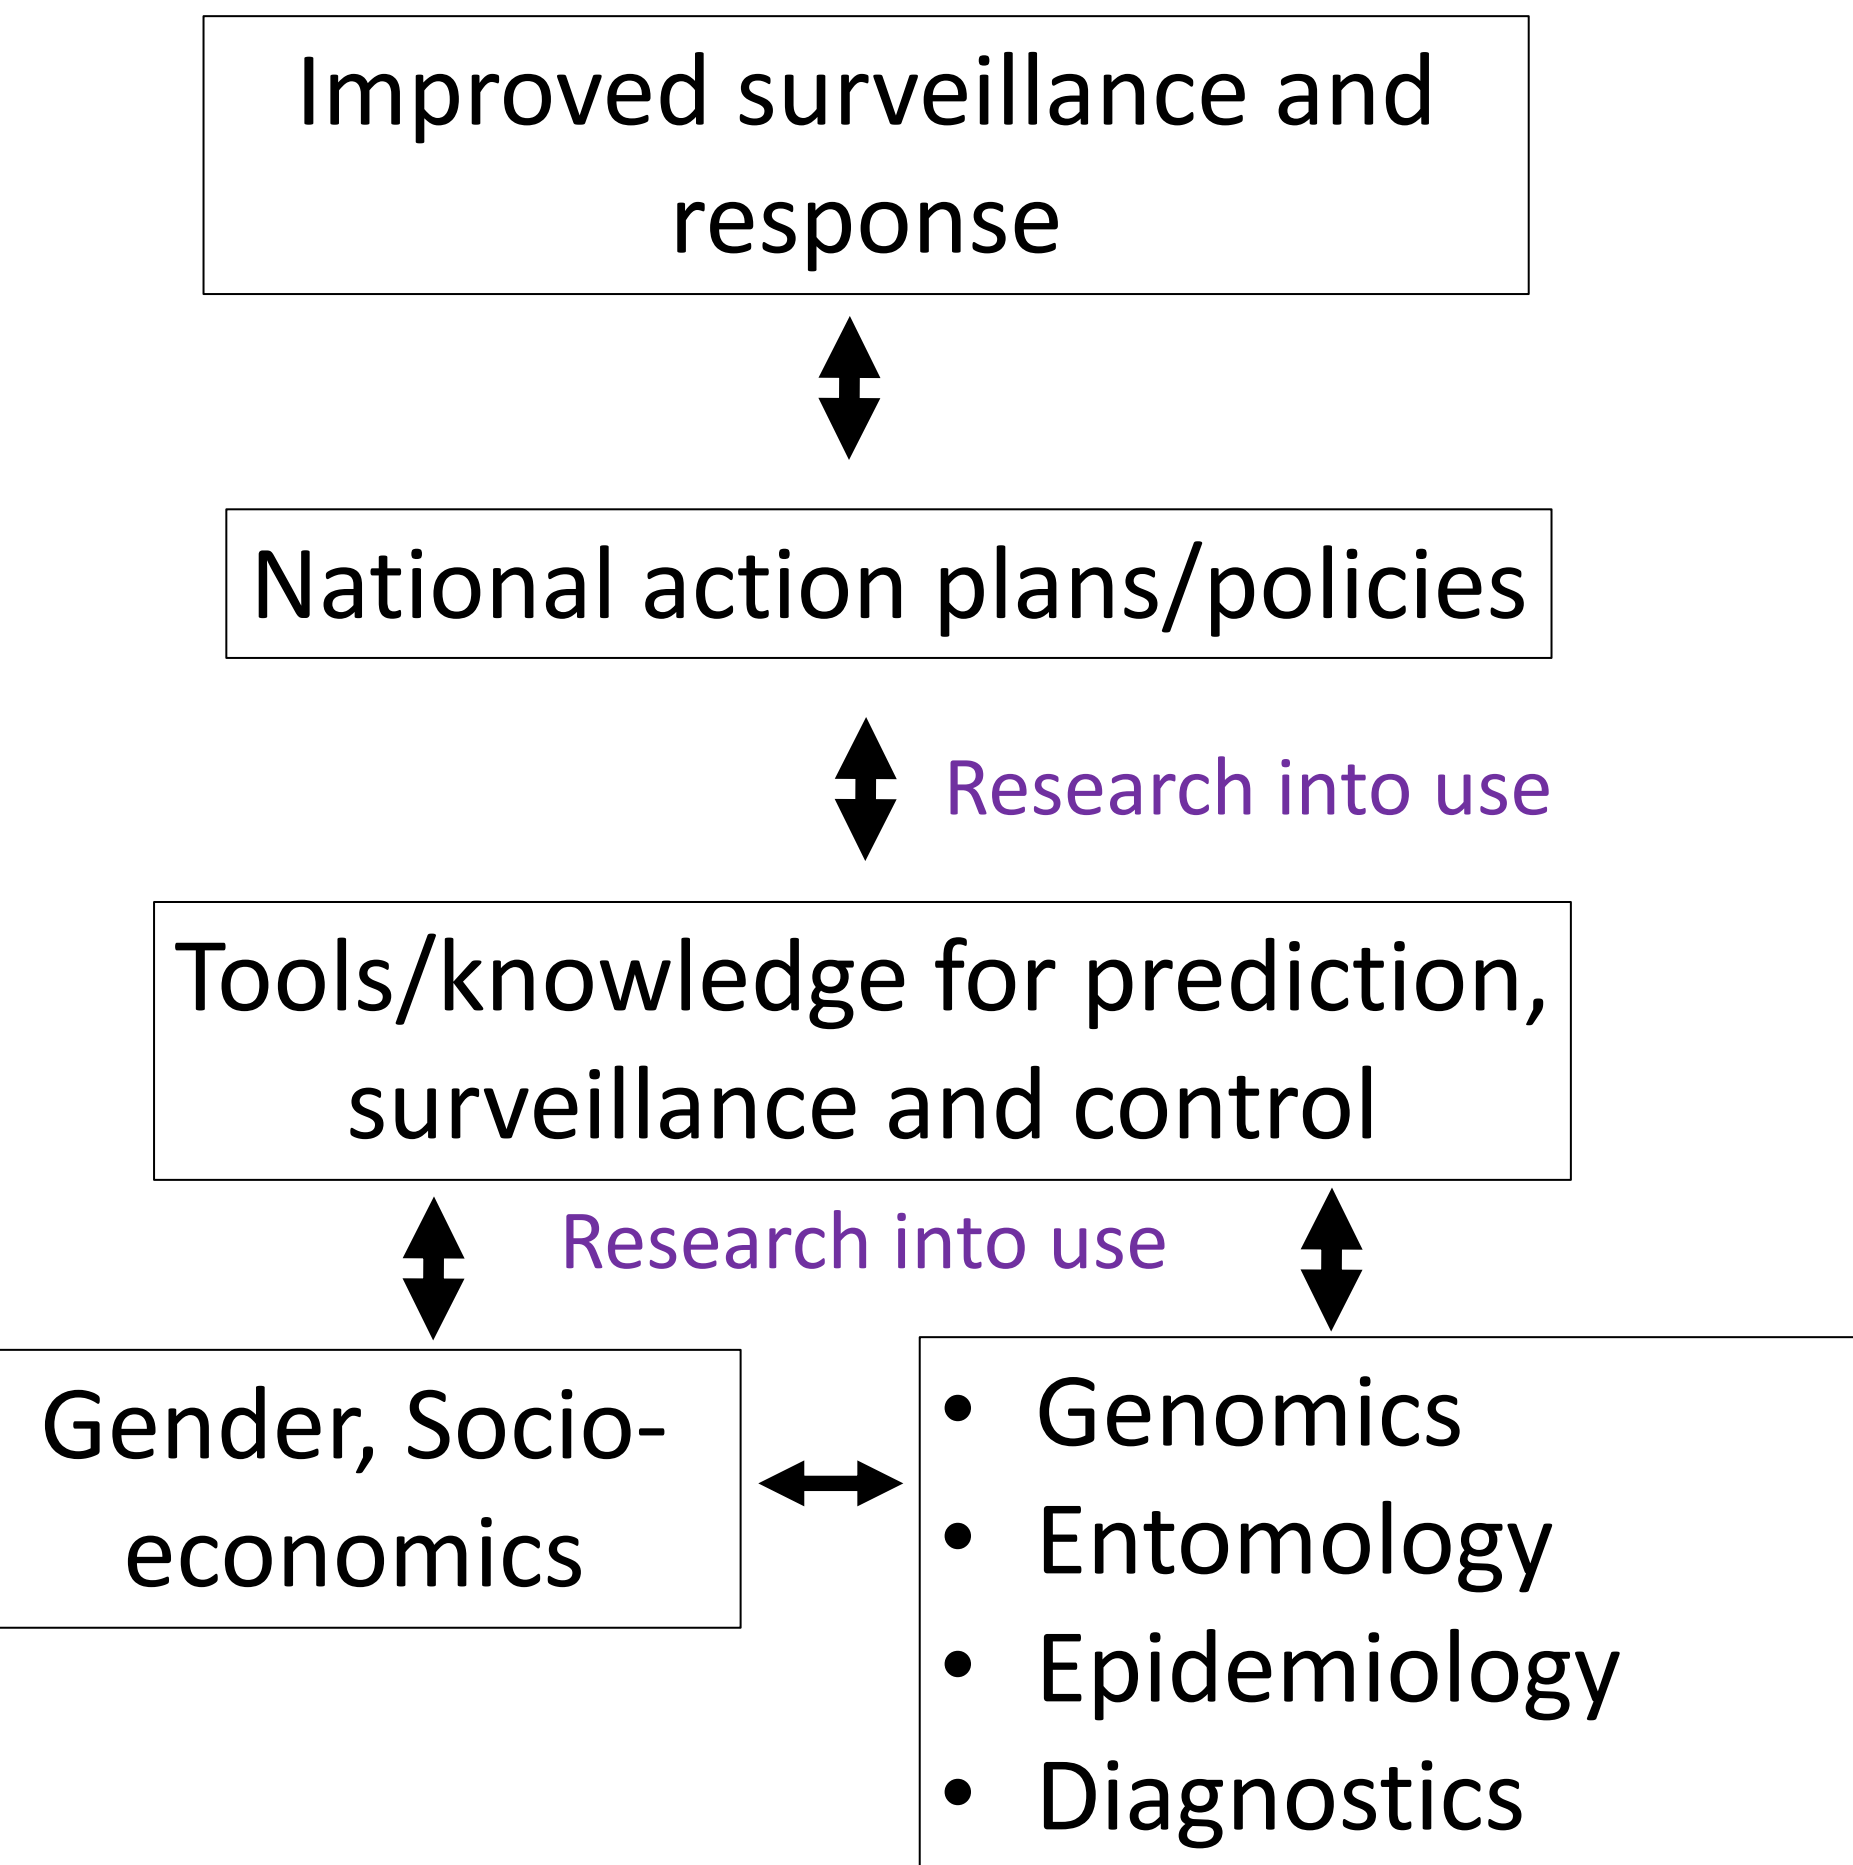 Improved surveillance and
response
National action plans/policies
Research into use
Tools/knowledge for prediction,
surveillance and control
Research into use
Gender, Socio-
economics
• Genomics
• Entomology
• Epidemiology
• Diagnostics